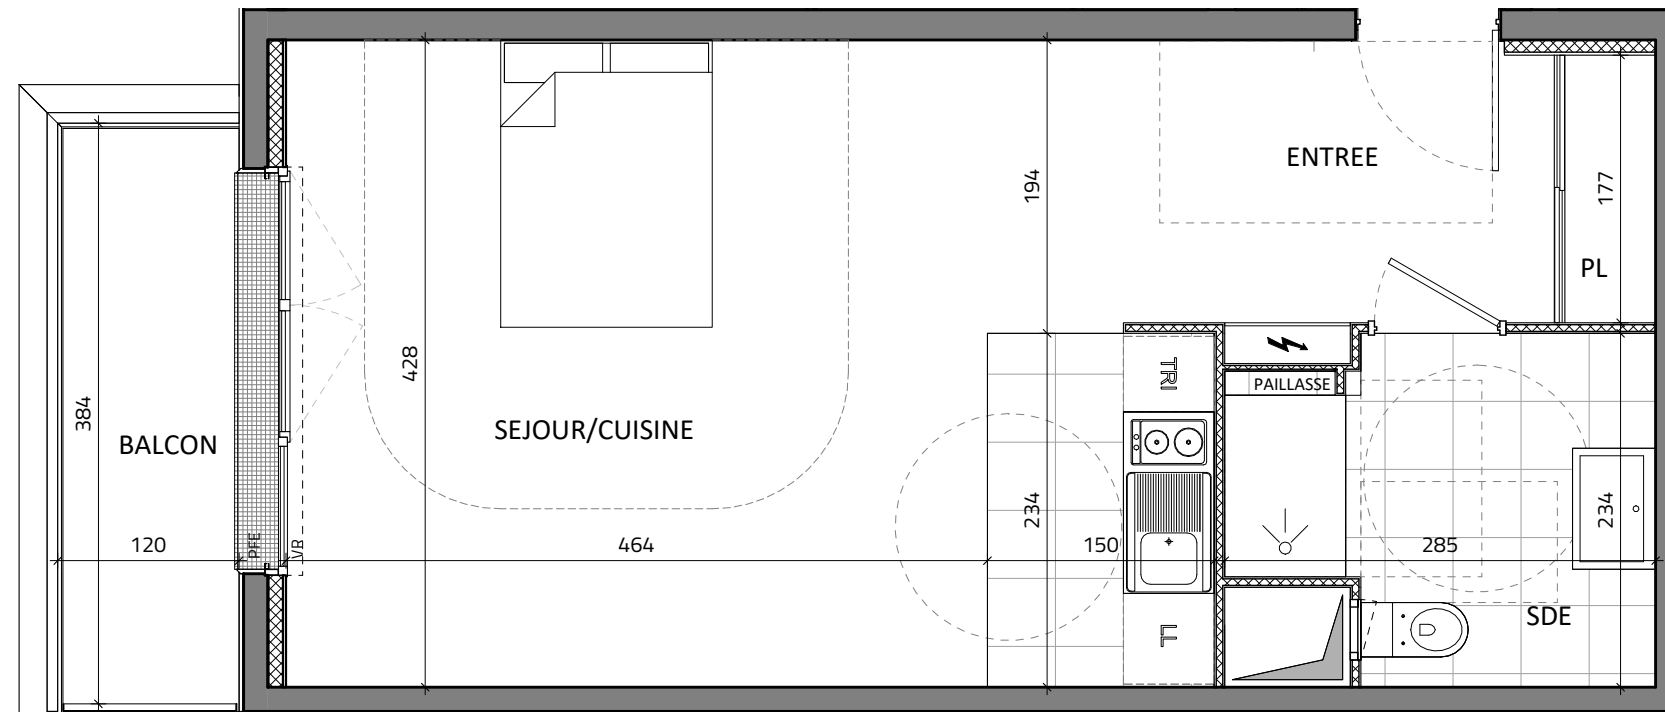 ENTREE
194
177
PL
TRI
428
PAILLASSE
384
SEJOUR/CUISINE
BALCON
234
234
120
PFE
VR
464
150
285
SDE
LL